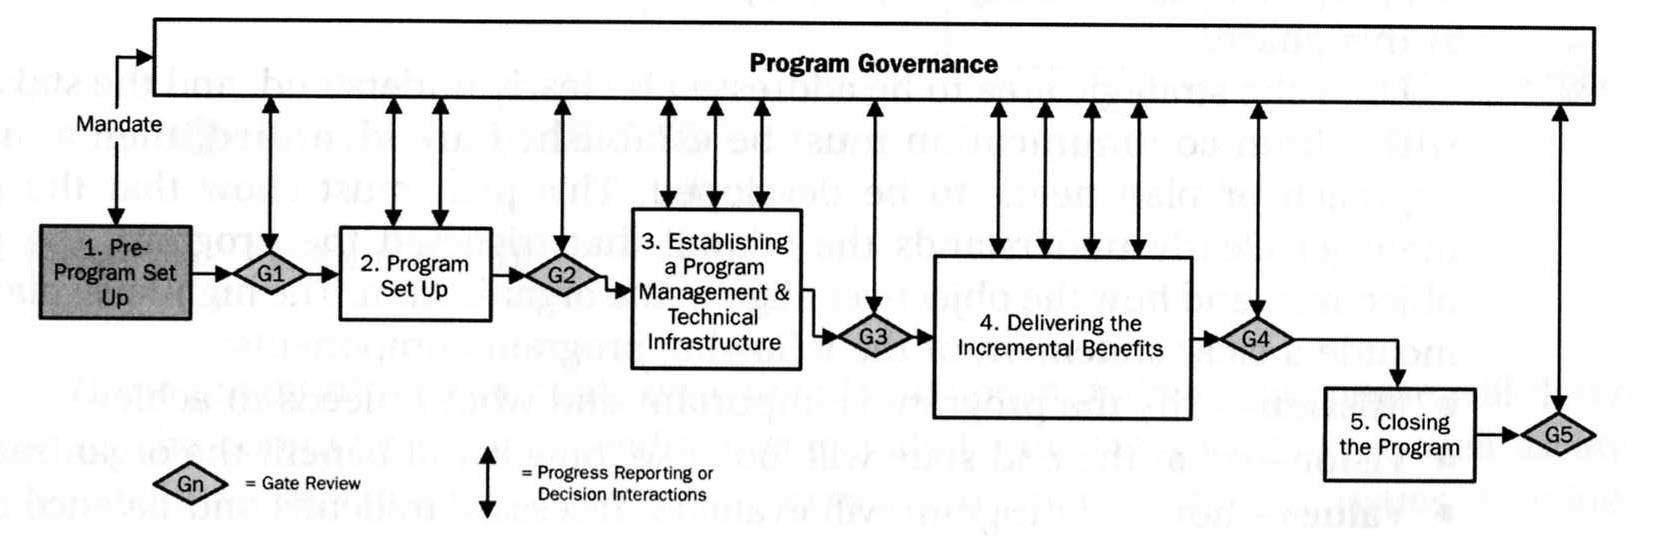 Program Governance
Mandate
1. Pre-
Program Set
Up
G1
2. Program
Set Up
G2
3. Establishing
a Program
Management &
Technical
Infrastructure
G3
4. Delivering the
Incremental Benefits
G4
5. Closing
the Program
G5
Gn
= Gate Review
= Progress Reporting or
Decision Interactions